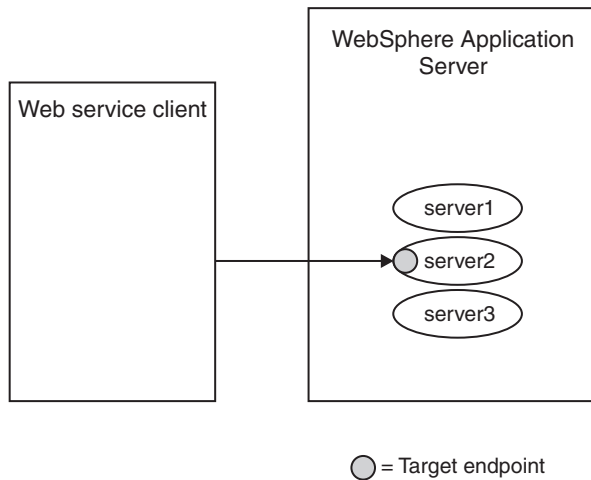 WebSphere Application
Server
Web service client
server1
server2
server3
= Target endpoint